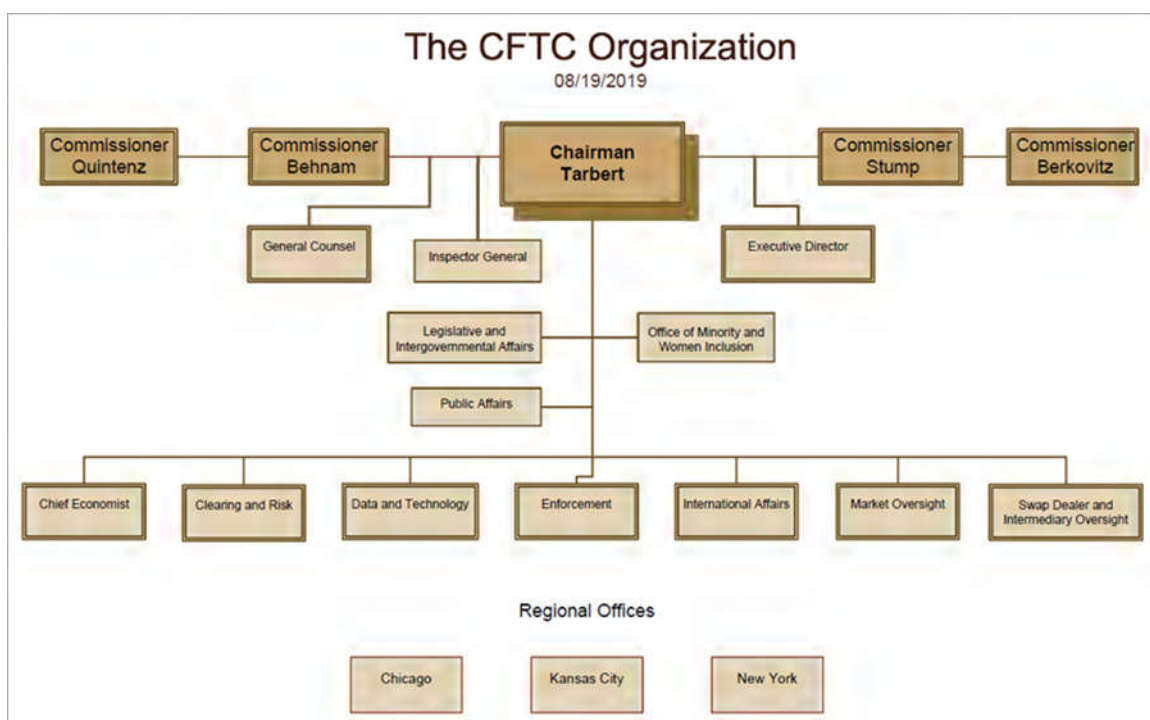 The CFTC Organization
08/19/2019
Commissioner
Quintenz
Commissioner
Behnam
Chairman
Tarbert
Commissioner
Stump
Commissioner
Berkovitz
General Counsel
Inspector General
Executive Director
Legislative and
Intergovernmental Affairs
Office of Minority and
Women Inclusion
Public Affairs
Chief Economist
Clearing and Risk
Data and Technology
Enforcement
International Affairs
Market Oversight
Swap Dealer and
Intermediary Oversight
Regional Offices
Chicago
Kansas City
New York